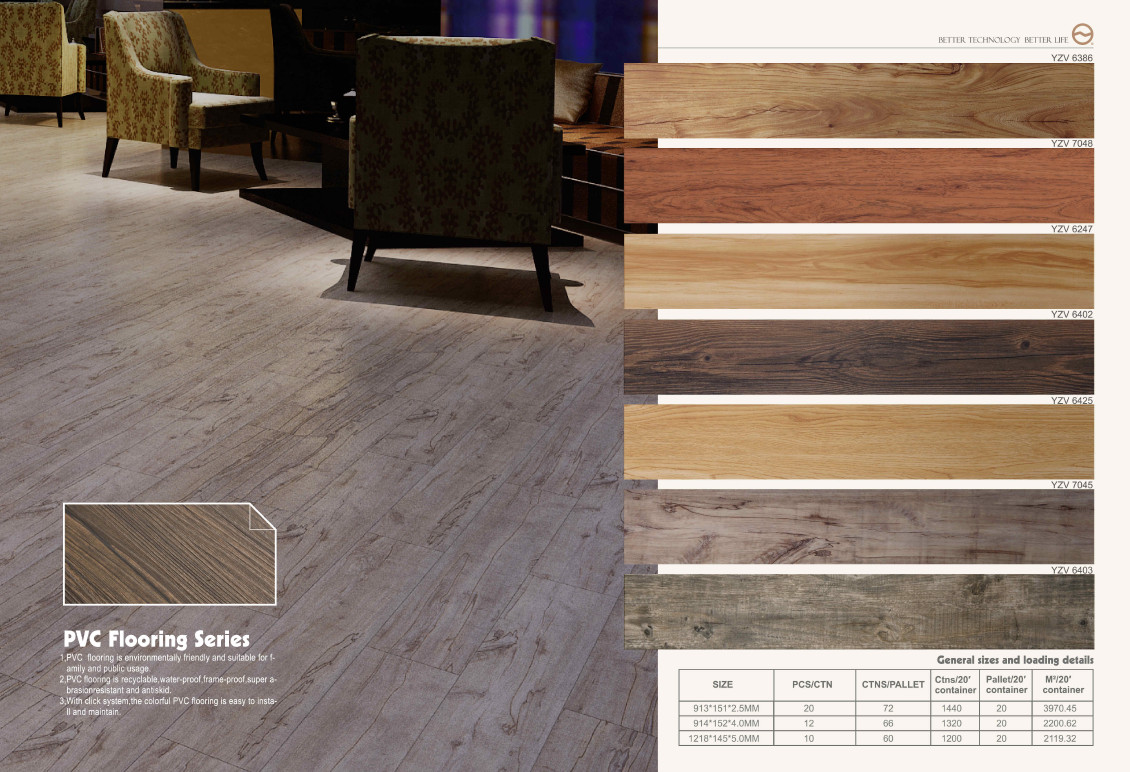 BETTER TECHNOLOGY BETTER LIFE
YZV 6386
YZV 7048
YZV 6247
YZV 6402
YZV 6425
YZV 7045
YZV 6403
PVC Flooring Series
1,PVC flooring is environmentally friendly and suitable for f-
amily and public usage.
2,PVC flooring is recyclable,water-proof,frame-proof,super a-
brasionresistant and antiskid.
3,With click system,the colorful PVC flooring is easy to insta-
ll and maintain.
General sizes and loading details
SIZE PCS/CTN CTNS/PALLET Ctns/20' container Pallet/20' container M²/20' container
913*151*2.5MM 20 72 1440 20 3970.45
914*152*4.0MM 12 66 1320 20 2200.62
1218*145*5.0MM 10 60 1200 20 2119.32